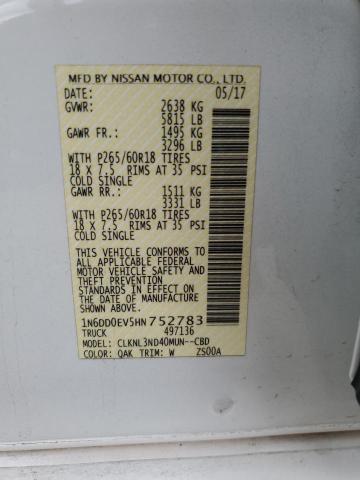 MFD BY NISSAN MOTOR CO., LTD.
DATE: 05/17
GVWR: 2638 KG
5815 LB
GAWR FR: 1495 KG
3296 LB
WITH P265/60R18 TIRES
18 X 7.5 RIMS AT 35 PSI
COLD SINGLE
GAWR RR.: 1511 KG
3331 LB
WITH P265/60R18 TIRES
18 X 7.5 RIMS AT 35 PSI
COLD SINGLE
THIS VEHICLE CONFORMS TO
ALL APPLICABLE FEDERAL
MOTOR VEHICLE SAFETY
STANDARDS IN EFFECT ON
THE DATE OF MANUFACTURE
SHOWN ABOVE.
1N6DD0EV5HN752783
TRUCK 497136
MODEL: CLKNL3ND40MUN--CBD
COLOR: QAK TRIM: W ZS00A